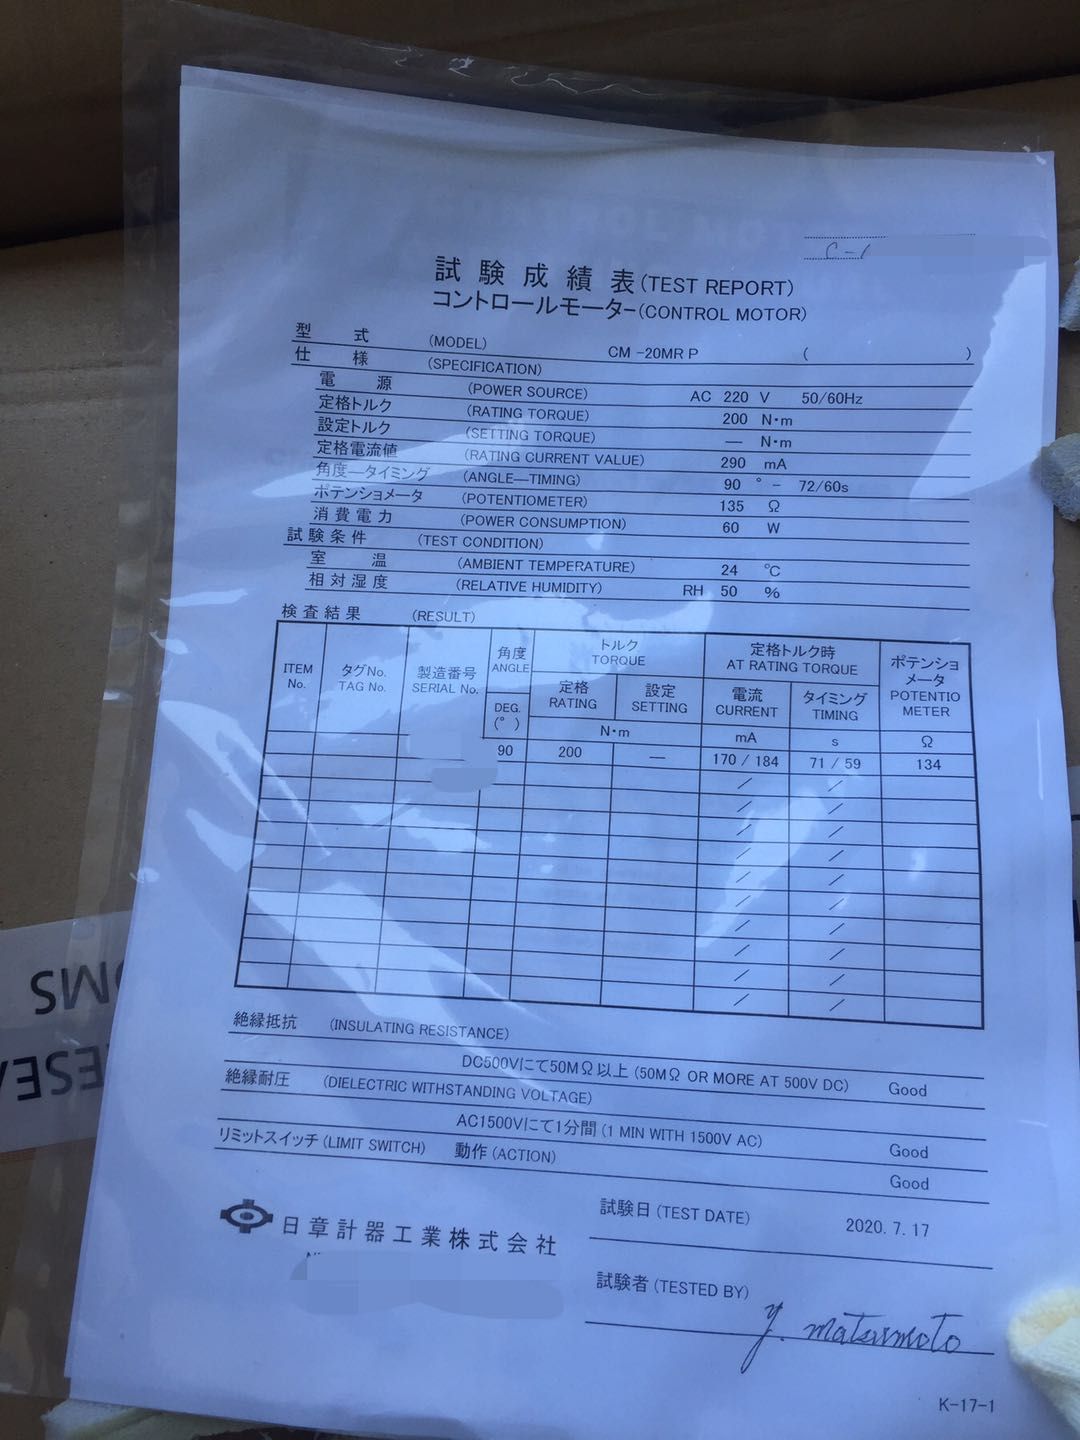 試験成績表(TEST REPORT)
コントロールモーター(CONTROL MOTOR)
型 式 (MODEL) CM -20MR P ( )
仕 様 (SPECIFICATION)
電 源 (POWER SOURCE) AC 220 V 50/60Hz
定格トルク (RATING TORQUE) 200 N・m
設定トルク (SETTING TORQUE) — N・m
定格電流値 (RATING CURRENT VALUE) 290 mA
角度—タイミング (ANGLE—TIMING) 90 ° - 72/60s
ポテンショメータ (POTENTIOMETER) 135 Ω
消費電力 (POWER CONSUMPTION) 60 W
試験条件 (TEST CONDITION)
室 温 (AMBIENT TEMPERATURE) 24 ℃
相対湿度 (RELATIVE HUMIDITY) RH 50 %
検査結果 (RESULT)
ITEM No. タグNo. TAG No. 製造番号 SERIAL No. 角度 ANGLE DEG. (°) トルク TORQUE 定格 RATING 設定 SETTING N・m 定格トルク時 AT RATING TORQUE 電流 CURRENT mA タイミング TIMING s ポテンショメータ POTENTIO METER Ω
90 200 — 170 / 184 71 / 59 134
/ /
/ /
/ /
/ /
/ /
/ /
/ /
/ /
/ /
/ /
絶縁抵抗 (INSULATING RESISTANCE)
DC500Vにて50MΩ以上 (50MΩ OR MORE AT 500V DC) Good
絶縁耐圧 (DIELECTRIC WITHSTANDING VOLTAGE)
AC1500Vにて1分間 (1 MIN WITH 1500V AC) Good
リミットスイッチ (LIMIT SWITCH) 動作 (ACTION) Good
日章計器工業株式会社
試験日 (TEST DATE) 2020. 7. 17
試験者 (TESTED BY) y. matsumoto
K-17-1